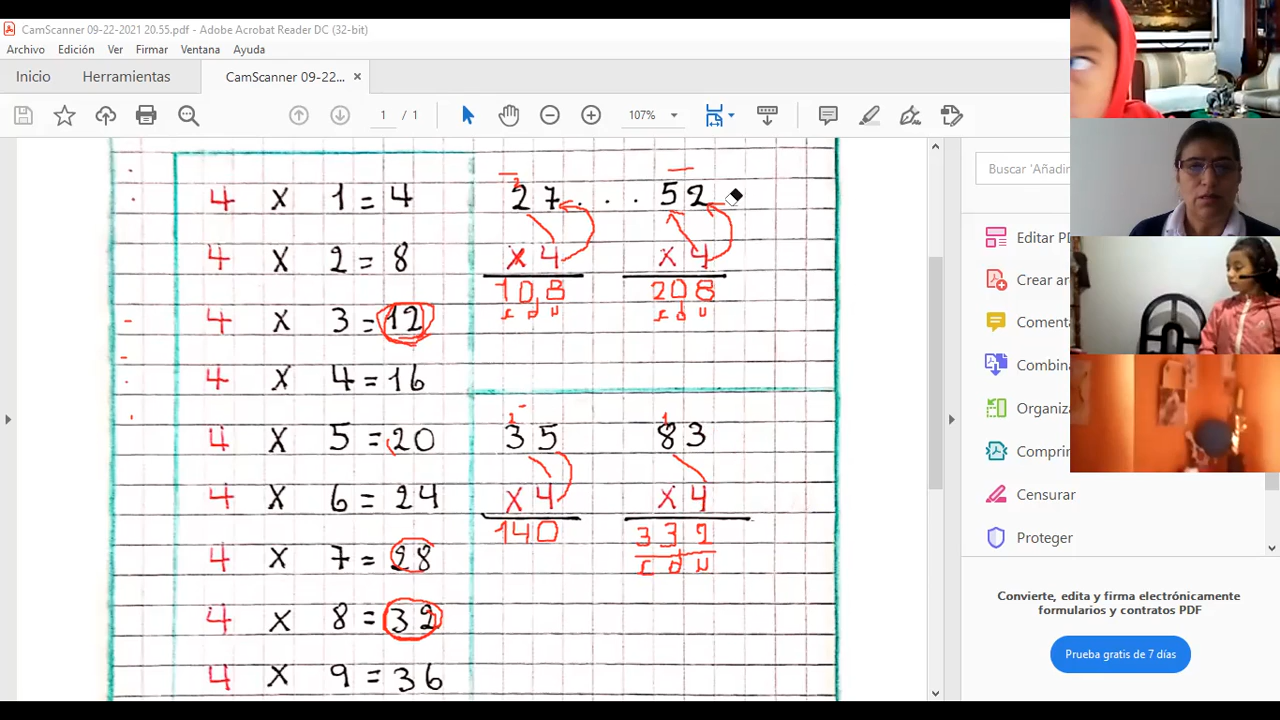 CamScanner 09-22-2021 20.55.pdf - Adobe Acrobat Reader DC (32-bit)
Archivo Edición Ver Firmar Ventana Ayuda
Inicio Herramientas CamScanner 09-22... ×
1 / 1 107%
Buscar 'Añadin
Editar PD
Crear ar
Comenta
Combina
Organiza
Comprim
Censurar
Proteger
Convierte, edita y firma electrónicamente
formularios y contratos PDF
Prueba gratis de 7 días
4 X 1 = 4
4 X 2 = 8
4 X 3 = 12
4 X 4 = 16
4 X 5 = 20
4 X 6 = 24
4 X 7 = 28
4 X 8 = 32
4 X 9 = 36
2
27 . . . 52
X 4 X 4
108 208
c d u c d u
1
35 83
X 4 X 4
140 332
c d u